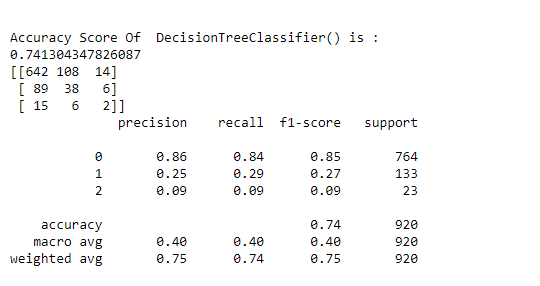 Accuracy Score Of  DecisionTreeClassifier() is :
0.741304347826087
[[642 108  14]
 [ 89  38   6]
 [ 15   6   2]]
              precision    recall  f1-score   support

           0       0.86      0.84      0.85       764
           1       0.25      0.29      0.27       133
           2       0.09      0.09      0.09        23

    accuracy                           0.74       920
   macro avg       0.40      0.40      0.40       920
weighted avg       0.75      0.74      0.75       920